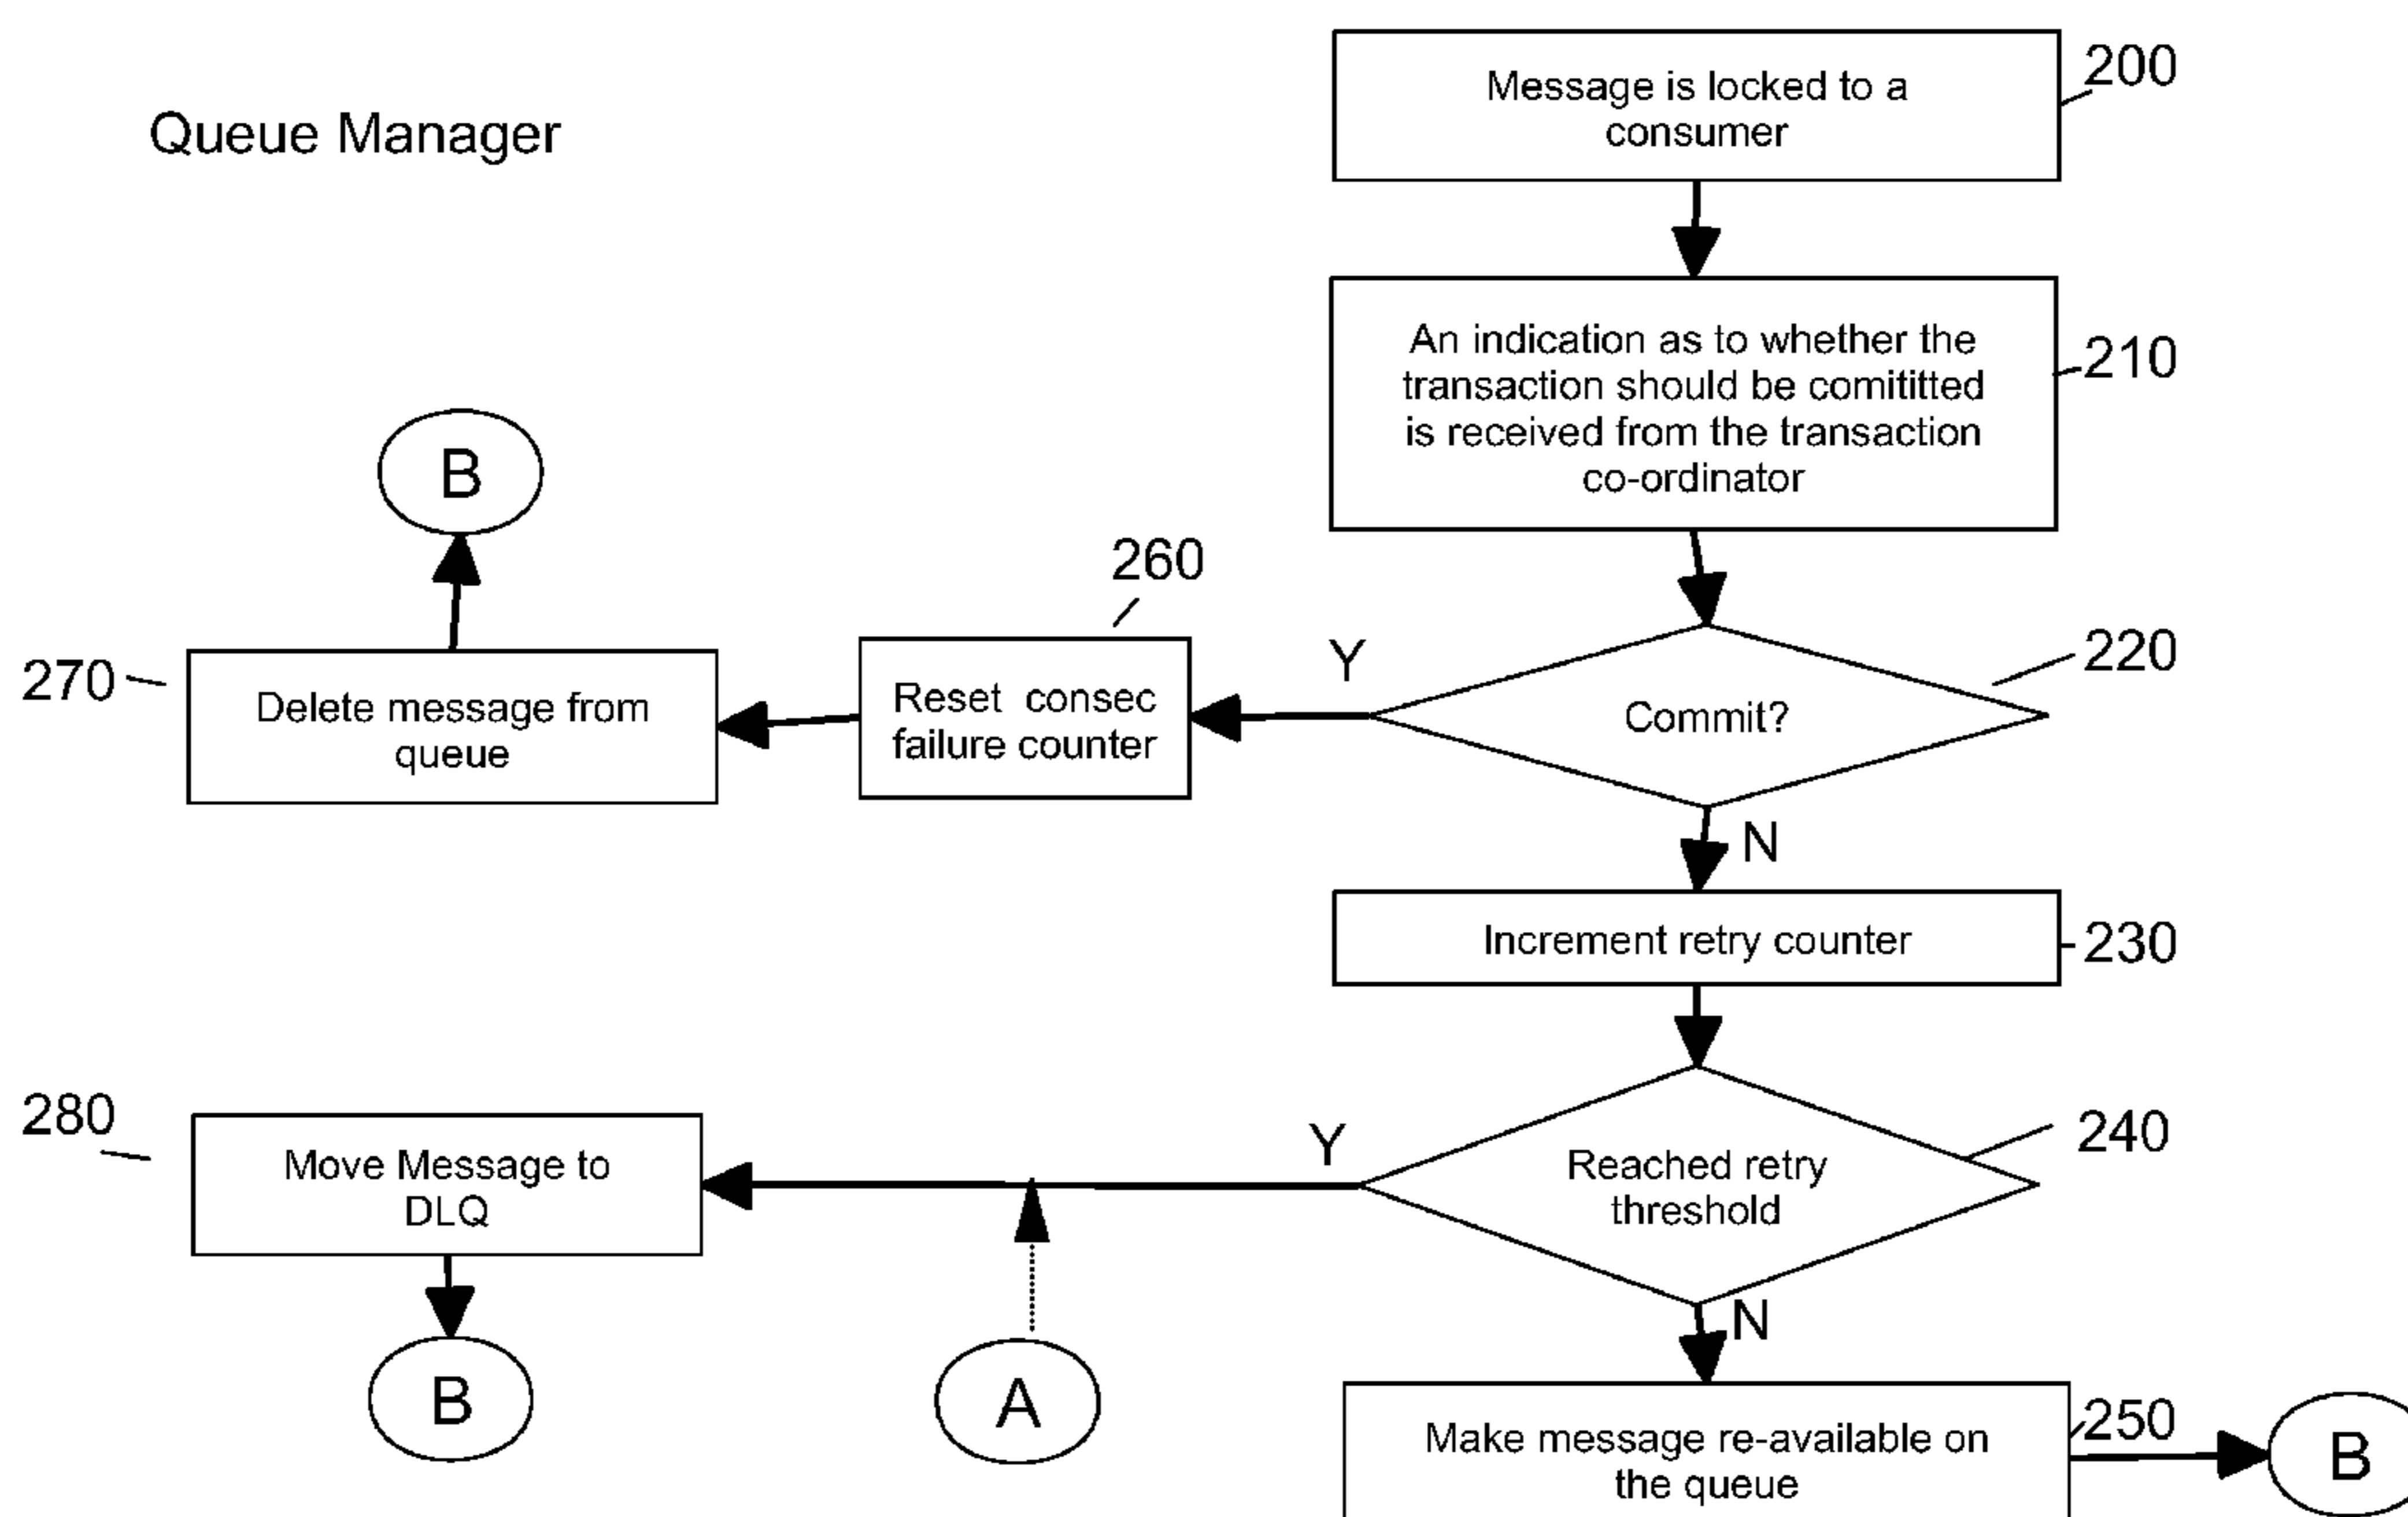 Queue Manager
Message is locked to a
consumer
200
An indication as to whether the
transaction should be comititted
is received from the transaction
co-ordinator
210
B
260
270
Delete message from
queue
Reset consec
failure counter
Y
Commit?
220
N
Increment retry counter
230
280
Move Message to
DLQ
Y
Reached retry
threshold
240
N
B
A
Make message re-available on
the queue
250
B